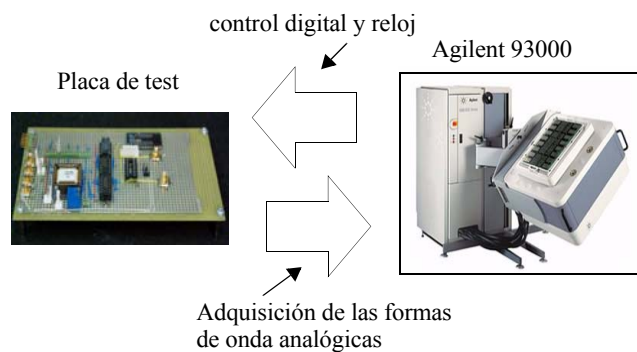 control digital y reloj
Agilent 93000
Placa de test
Adquisición de las formas
de onda analógicas